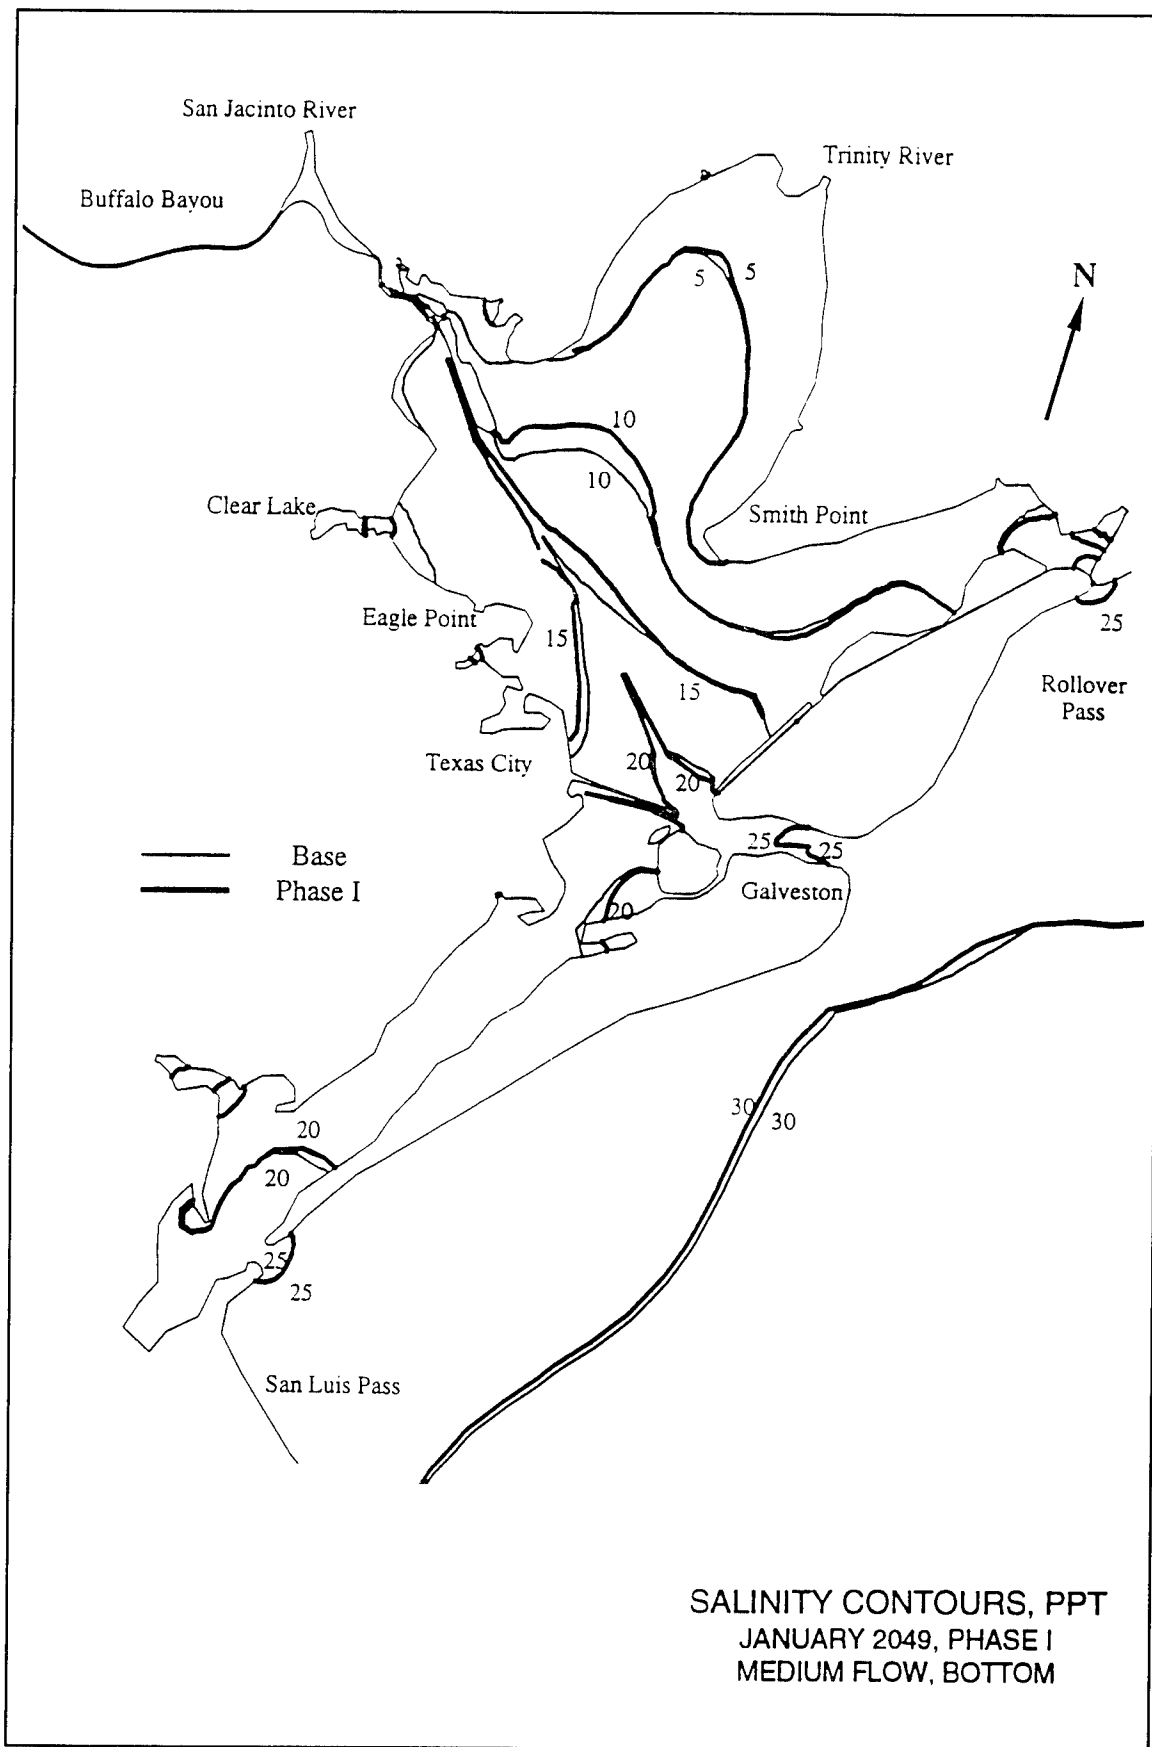 San Jacinto River
Trinity River
Buffalo Bayou
5
5
N
10
10
Clear Lake
Smith Point
Eagle Point
15
25
15
Rollover
Pass
Texas City
20
20
25
25
Base
Phase I
Galveston
20
30
30
20
20
25
25
San Luis Pass
SALINITY CONTOURS, PPT
JANUARY 2049, PHASE I
MEDIUM FLOW, BOTTOM